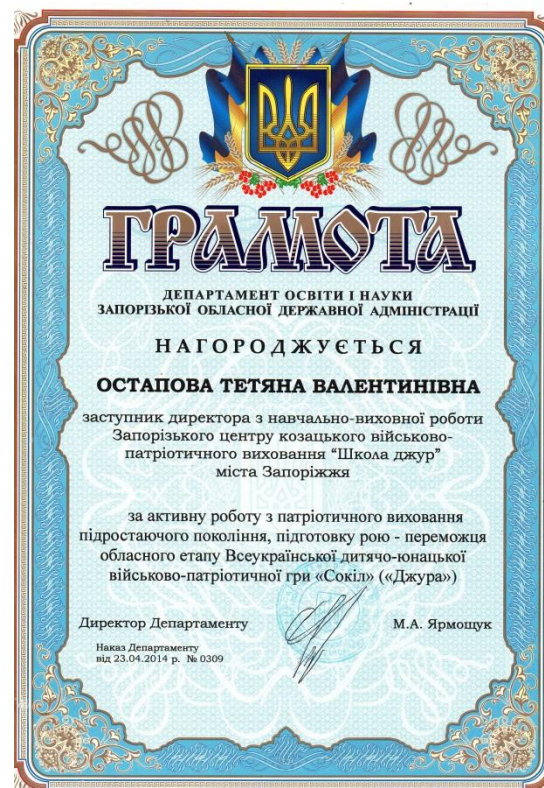 ГРАМОТА
ДЕПАРТАМЕНТ ОСВІТИ І НАУКИ
ЗАПОРІЗЬКОЇ ОБЛАСНОЇ ДЕРЖАВНОЇ АДМІНІСТРАЦІЇ
НАГОРОДЖУЄТЬСЯ
ОСТАПОВА ТЕТЯНА ВАЛЕНТИНІВНА
заступник директора з навчально-виховної роботи
Запорізького центру козацького військово-
патріотичного виховання “Школа джур”
міста Запоріжжя
за активну роботу з патріотичного виховання
підростаючого покоління, підготовку рою - переможця
обласного етапу Всеукраїнської дитячо-юнацької
військово-патріотичної гри «Сокіл» («Джура»)
Директор Департаменту М.А. Ярмощук
Наказ Департаменту
від 23.04.2014 р. № 0309